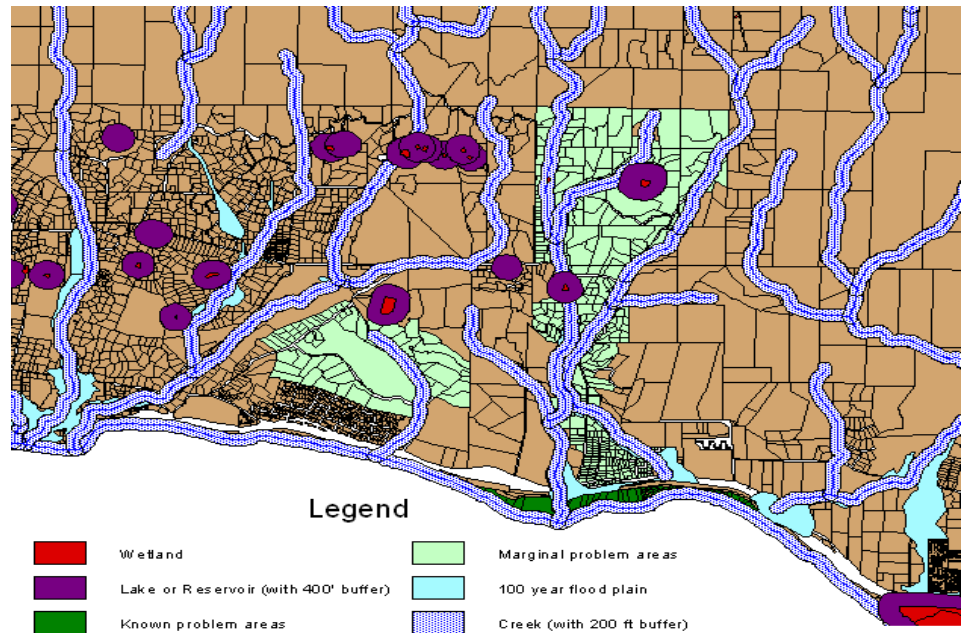 Legend
Wetland
Lake or Reservoir (with 400' buffer)
Known problem areas
Marginal problem areas
100 year flood plain
Creek (with 200 ft buffer)